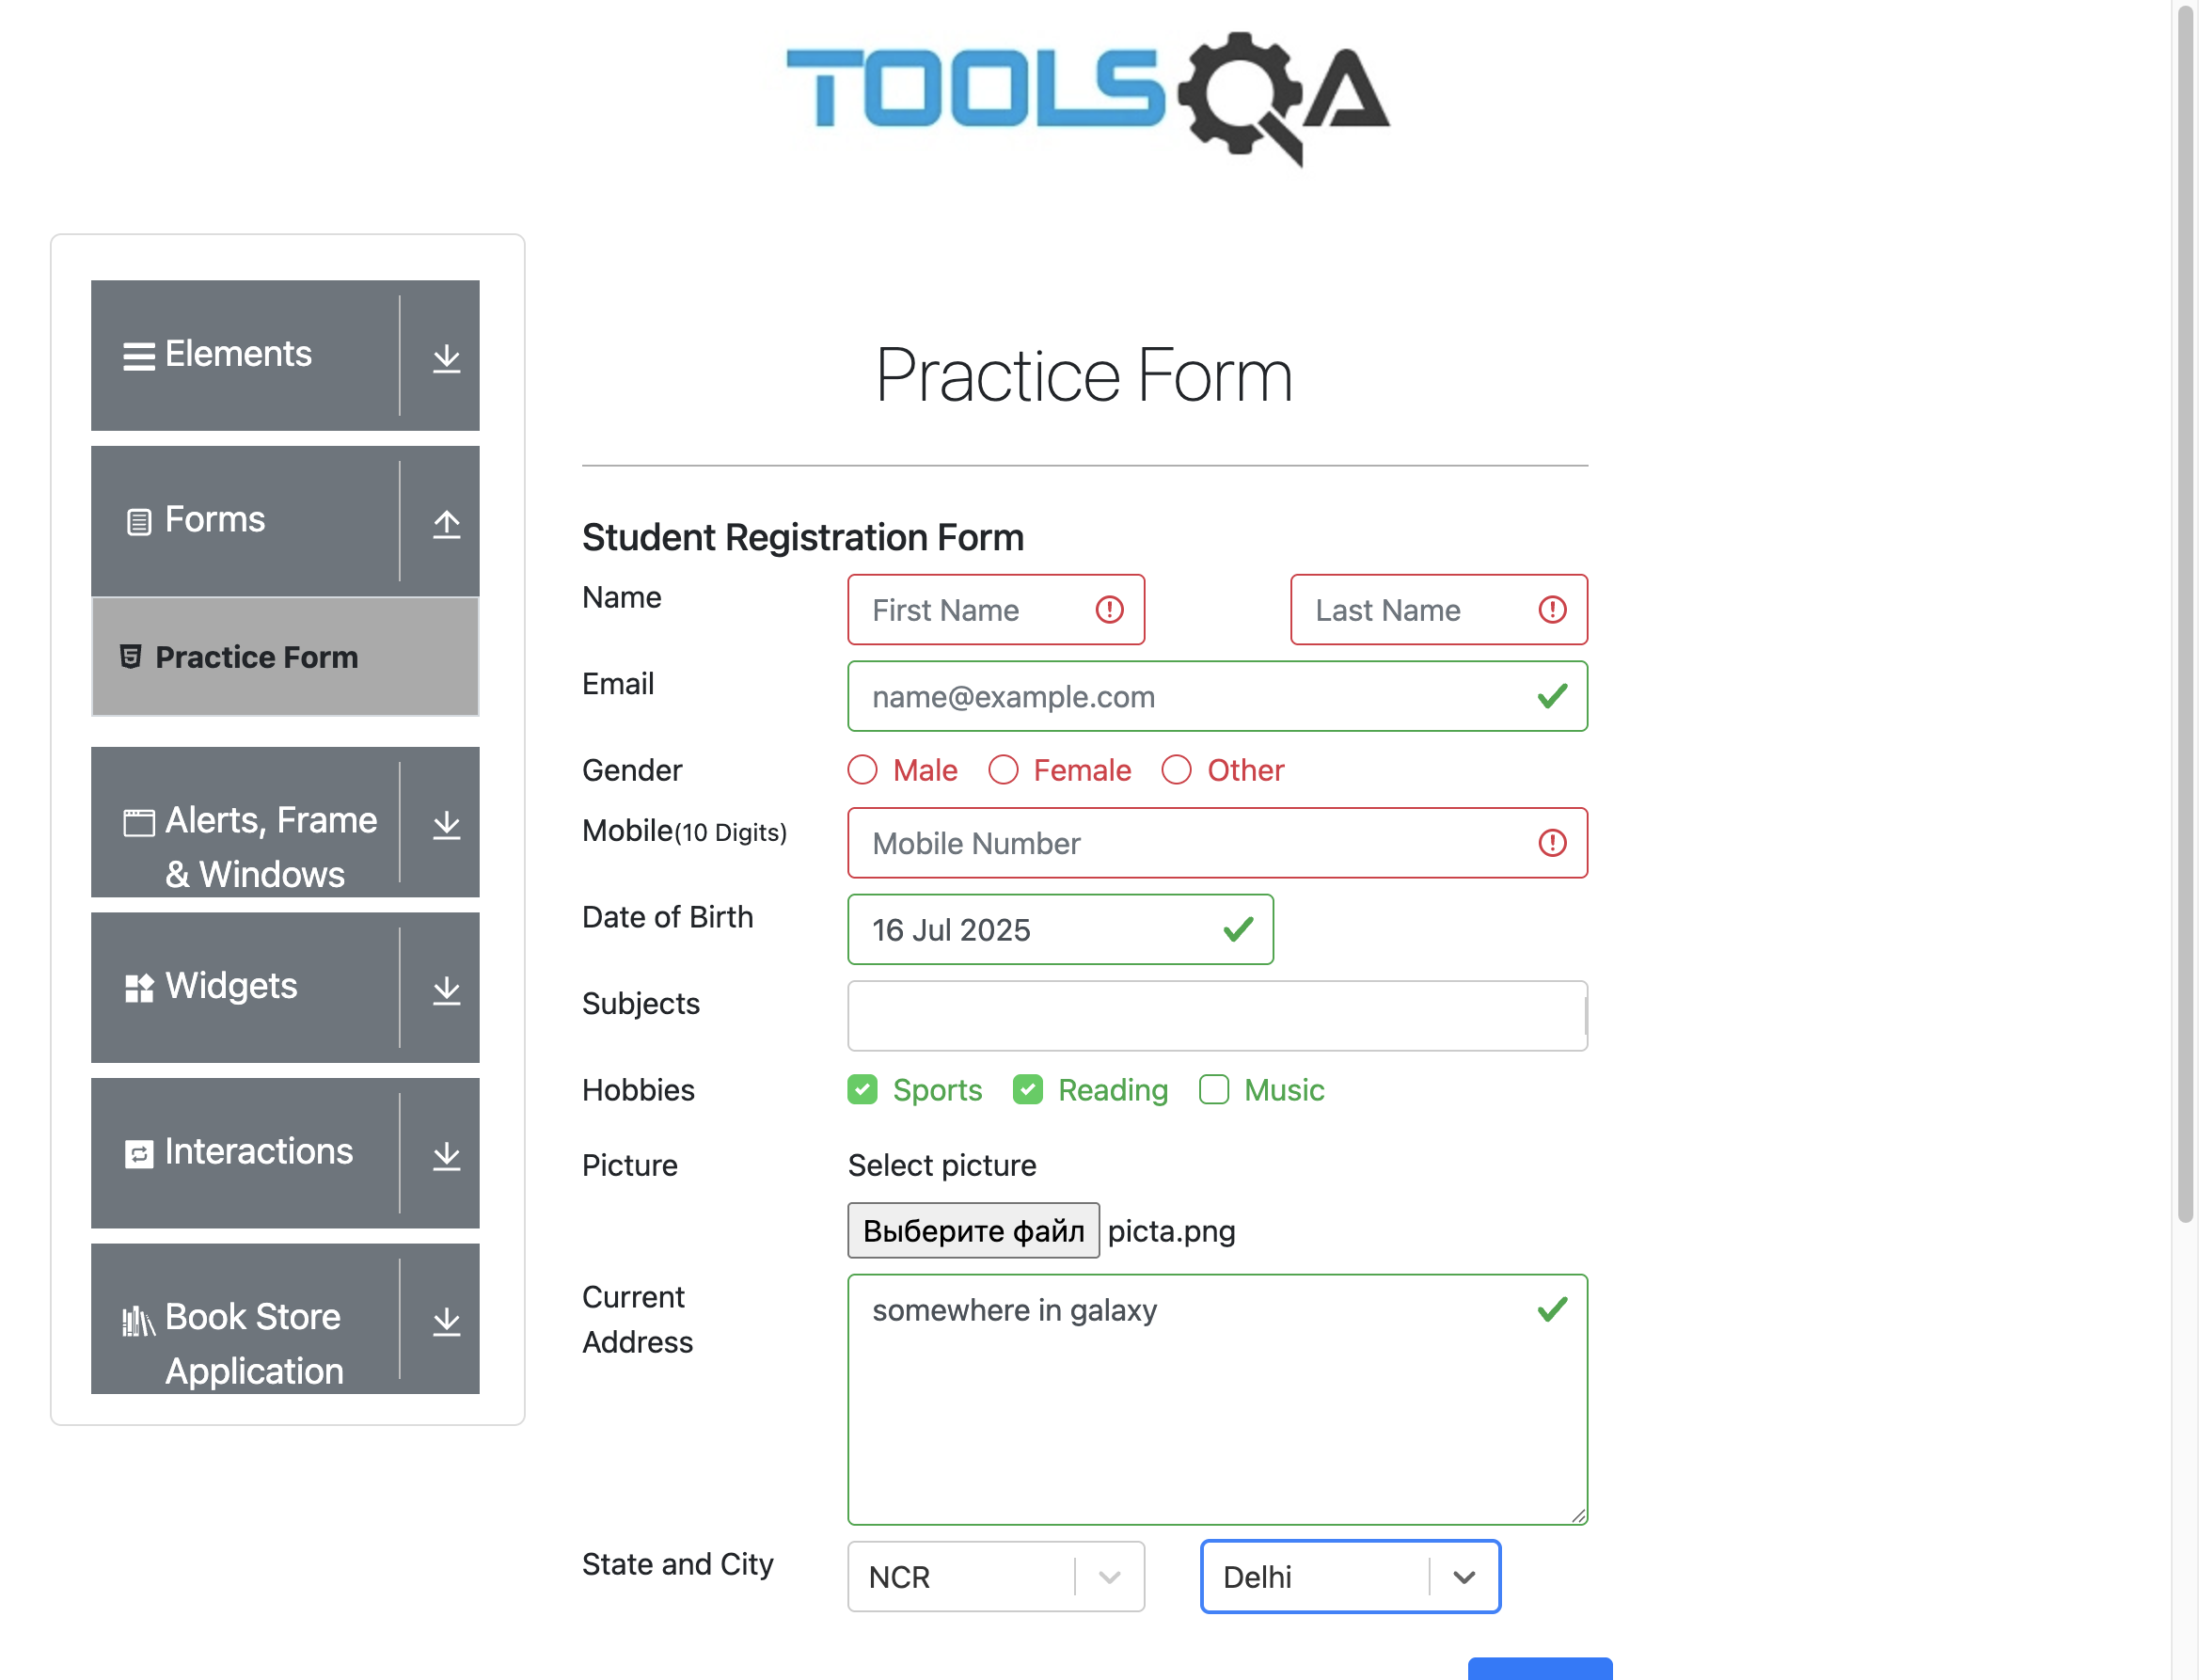 TOOLSQA
Elements
Forms
Practice Form
Alerts, Frame
& Windows
Widgets
Interactions
Book Store
Application
Practice Form
Student Registration Form
Name First Name Last Name
Email name@example.com
Gender Male Female Other
Mobile(10 Digits) Mobile Number
Date of Birth 16 Jul 2025
Subjects
Hobbies Sports Reading Music
Picture Select picture
Выберите файл picta.png
Current Address somewhere in galaxy
State and City NCR Delhi